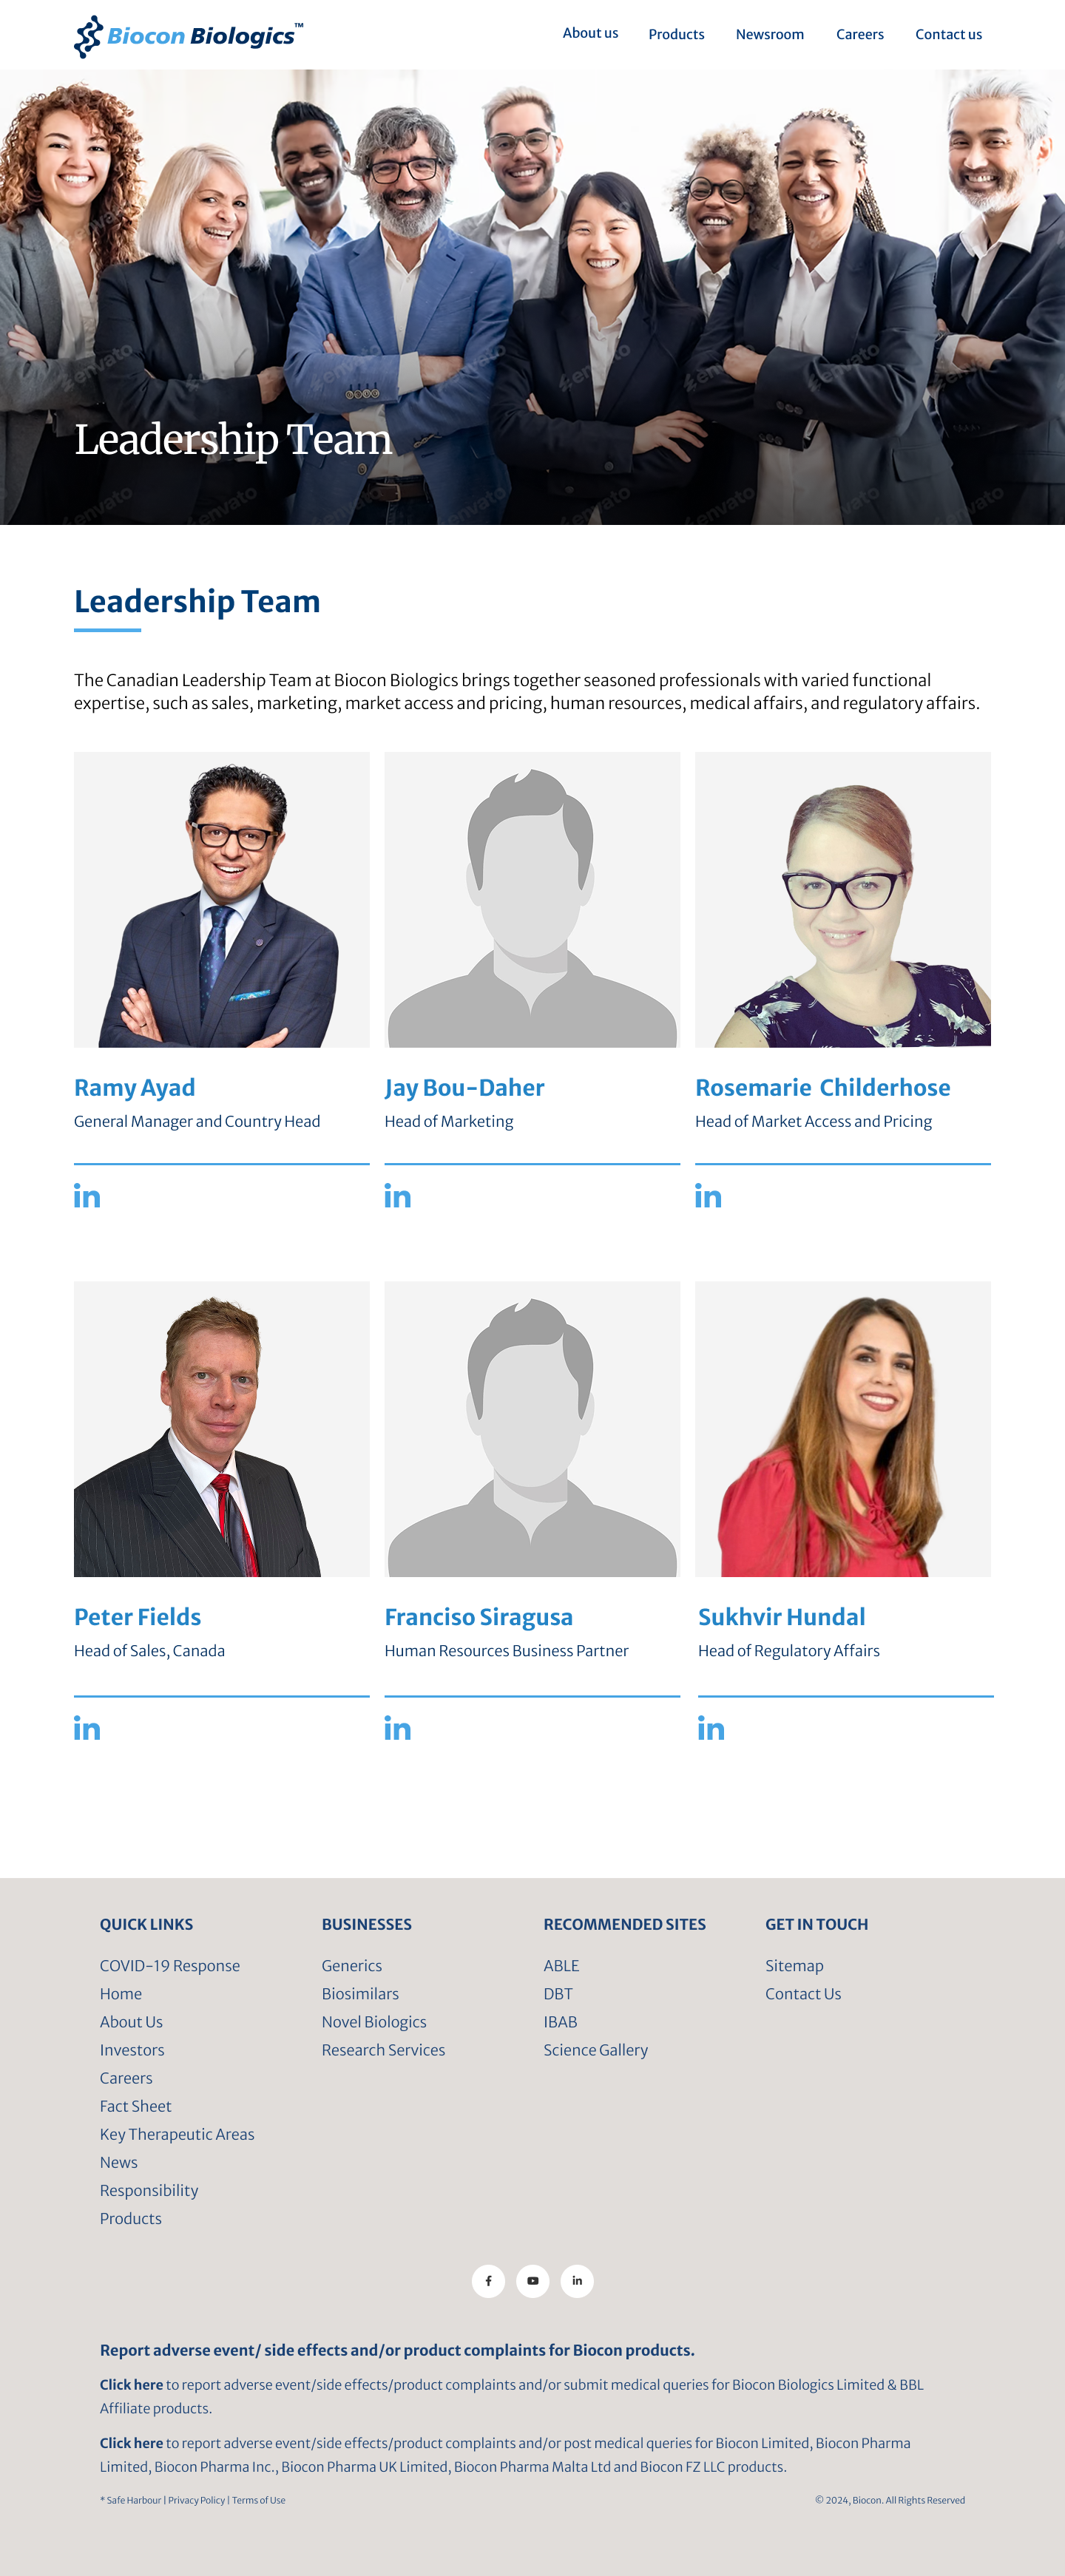 Biocon Biologics™
About us Products Newsroom Careers Contact us
Leadership Team
envato
Leadership Team
The Canadian Leadership Team at Biocon Biologics brings together seasoned professionals with varied functional
expertise, such as sales, marketing, market access and pricing, human resources, medical affairs, and regulatory affairs.
Ramy Ayad
General Manager and Country Head
in
Jay Bou-Daher
Head of Marketing
in
Rosemarie Childerhose
Head of Market Access and Pricing
in
Peter Fields
Head of Sales, Canada
in
Franciso Siragusa
Human Resources Business Partner
in
Sukhvir Hundal
Head of Regulatory Affairs
in
QUICK LINKS
COVID-19 Response
Home
About Us
Investors
Careers
Fact Sheet
Key Therapeutic Areas
News
Responsibility
Products
BUSINESSES
Generics
Biosimilars
Novel Biologics
Research Services
RECOMMENDED SITES
ABLE
DBT
IBAB
Science Gallery
GET IN TOUCH
Sitemap
Contact Us
f
in
Report adverse event/ side effects and/or product complaints for Biocon products.
Click here to report adverse event/side effects/product complaints and/or submit medical queries for Biocon Biologics Limited & BBL
Affiliate products.
Click here to report adverse event/side effects/product complaints and/or post medical queries for Biocon Limited, Biocon Pharma
Limited, Biocon Pharma Inc., Biocon Pharma UK Limited, Biocon Pharma Malta Ltd and Biocon FZ LLC products.
* Safe Harbour | Privacy Policy | Terms of Use
© 2024, Biocon. All Rights Reserved